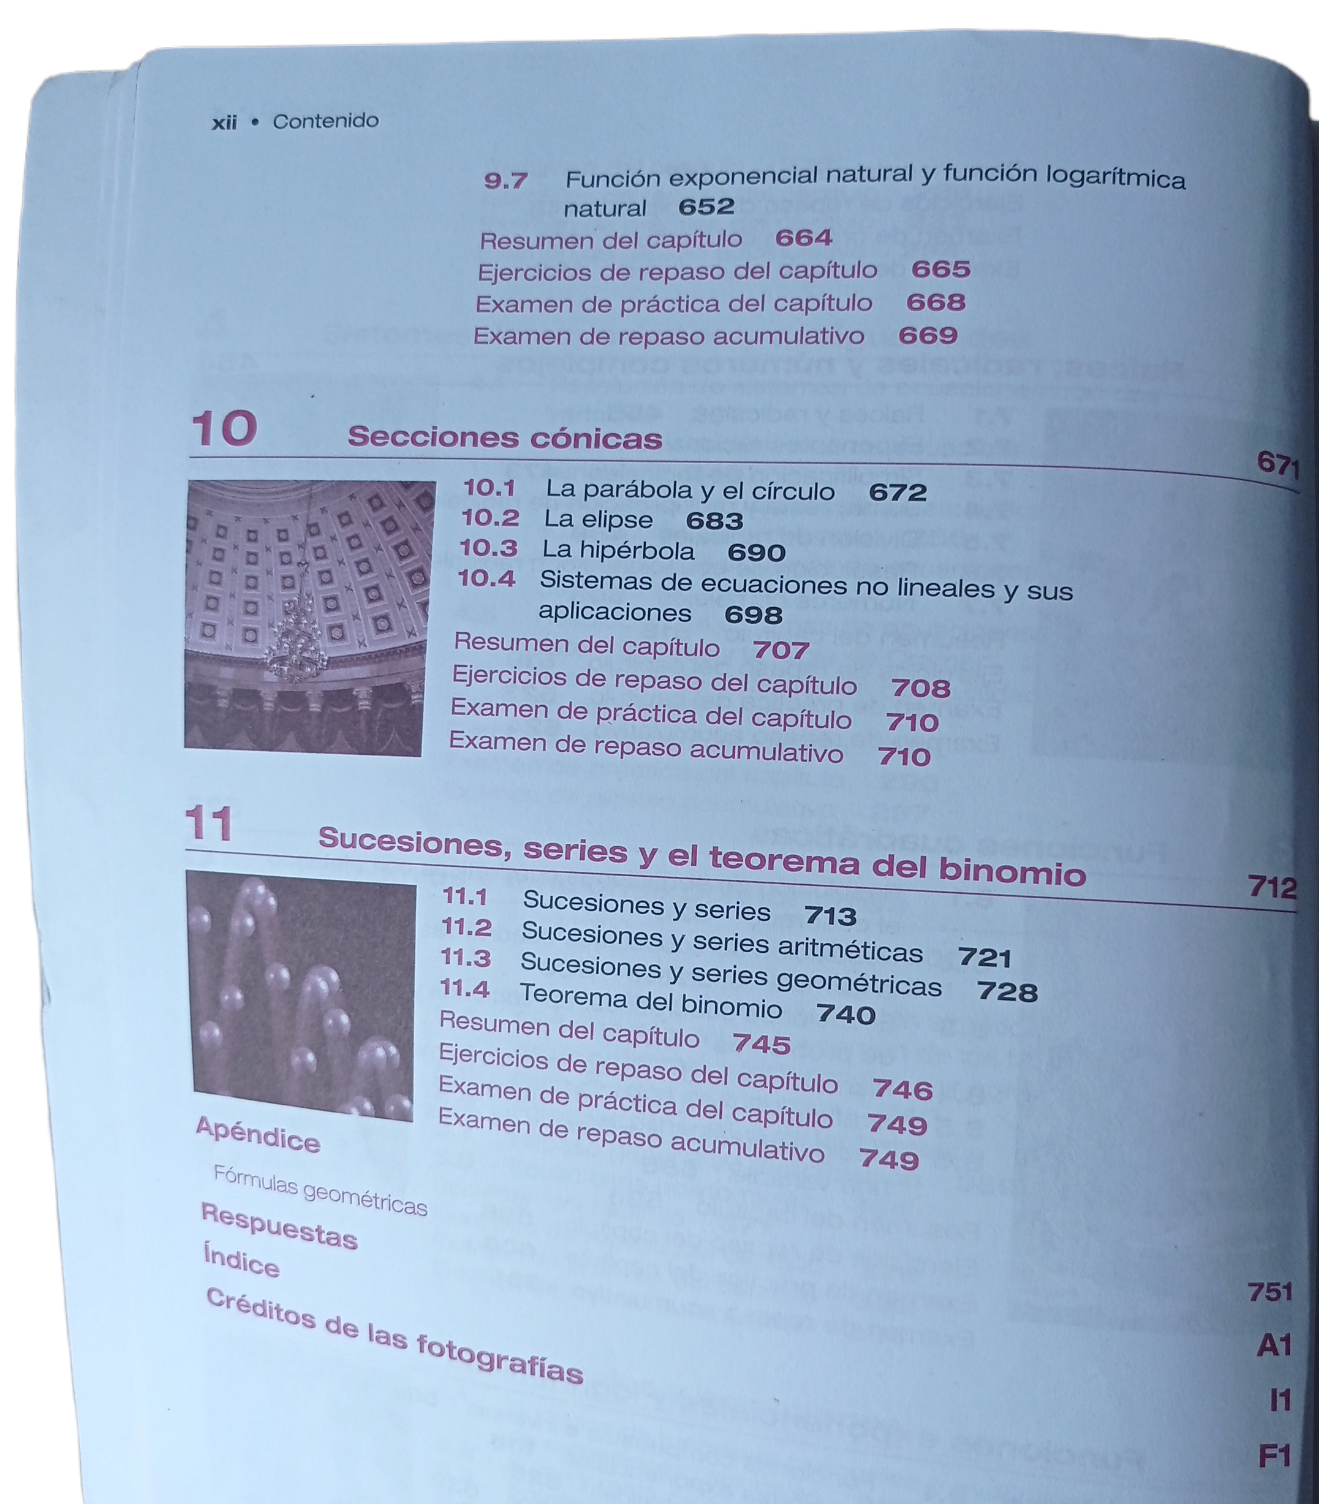 xii • Contenido
9.7 Función exponencial natural y función logarítmica
natural 652
Resumen del capítulo 664
Ejercicios de repaso del capítulo 665
Examen de práctica del capítulo 668
Examen de repaso acumulativo 669
10 Secciones cónicas 671
10.1 La parábola y el círculo 672
10.2 La elipse 683
10.3 La hipérbola 690
10.4 Sistemas de ecuaciones no lineales y sus
aplicaciones 698
Resumen del capítulo 707
Ejercicios de repaso del capítulo 708
Examen de práctica del capítulo 710
Examen de repaso acumulativo 710
11 Sucesiones, series y el teorema del binomio 712
11.1 Sucesiones y series 713
11.2 Sucesiones y series aritméticas 721
11.3 Sucesiones y series geométricas 728
11.4 Teorema del binomio 740
Resumen del capítulo 745
Ejercicios de repaso del capítulo 746
Examen de práctica del capítulo 749
Examen de repaso acumulativo 749
Apéndice 751
Fórmulas geométricas
Respuestas A1
Índice I1
Créditos de las fotografías F1